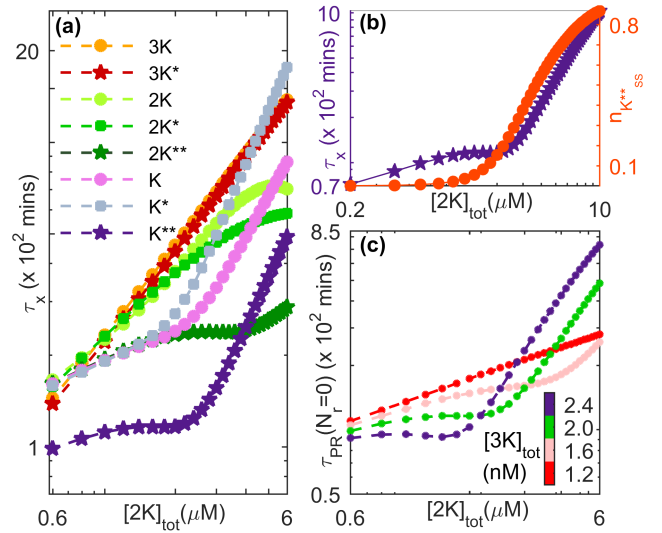 (a)
20
3K
3K*
2K
2K*
2K**
K
K*
K**
τx (x 10² mins)
1
0.6
[2K]tot(μM)
6
(b)
10
τx (x 10² mins)
0.7
0.8
nK**ss
0.1
0.2
[2K]tot(μM)
10
(c)
8.5
τPR(Nr=0) (x 10² mins)
0.5
[3K]tot
(nM)
2.4
2.0
1.6
1.2
0.6
[2K]tot(μM)
6